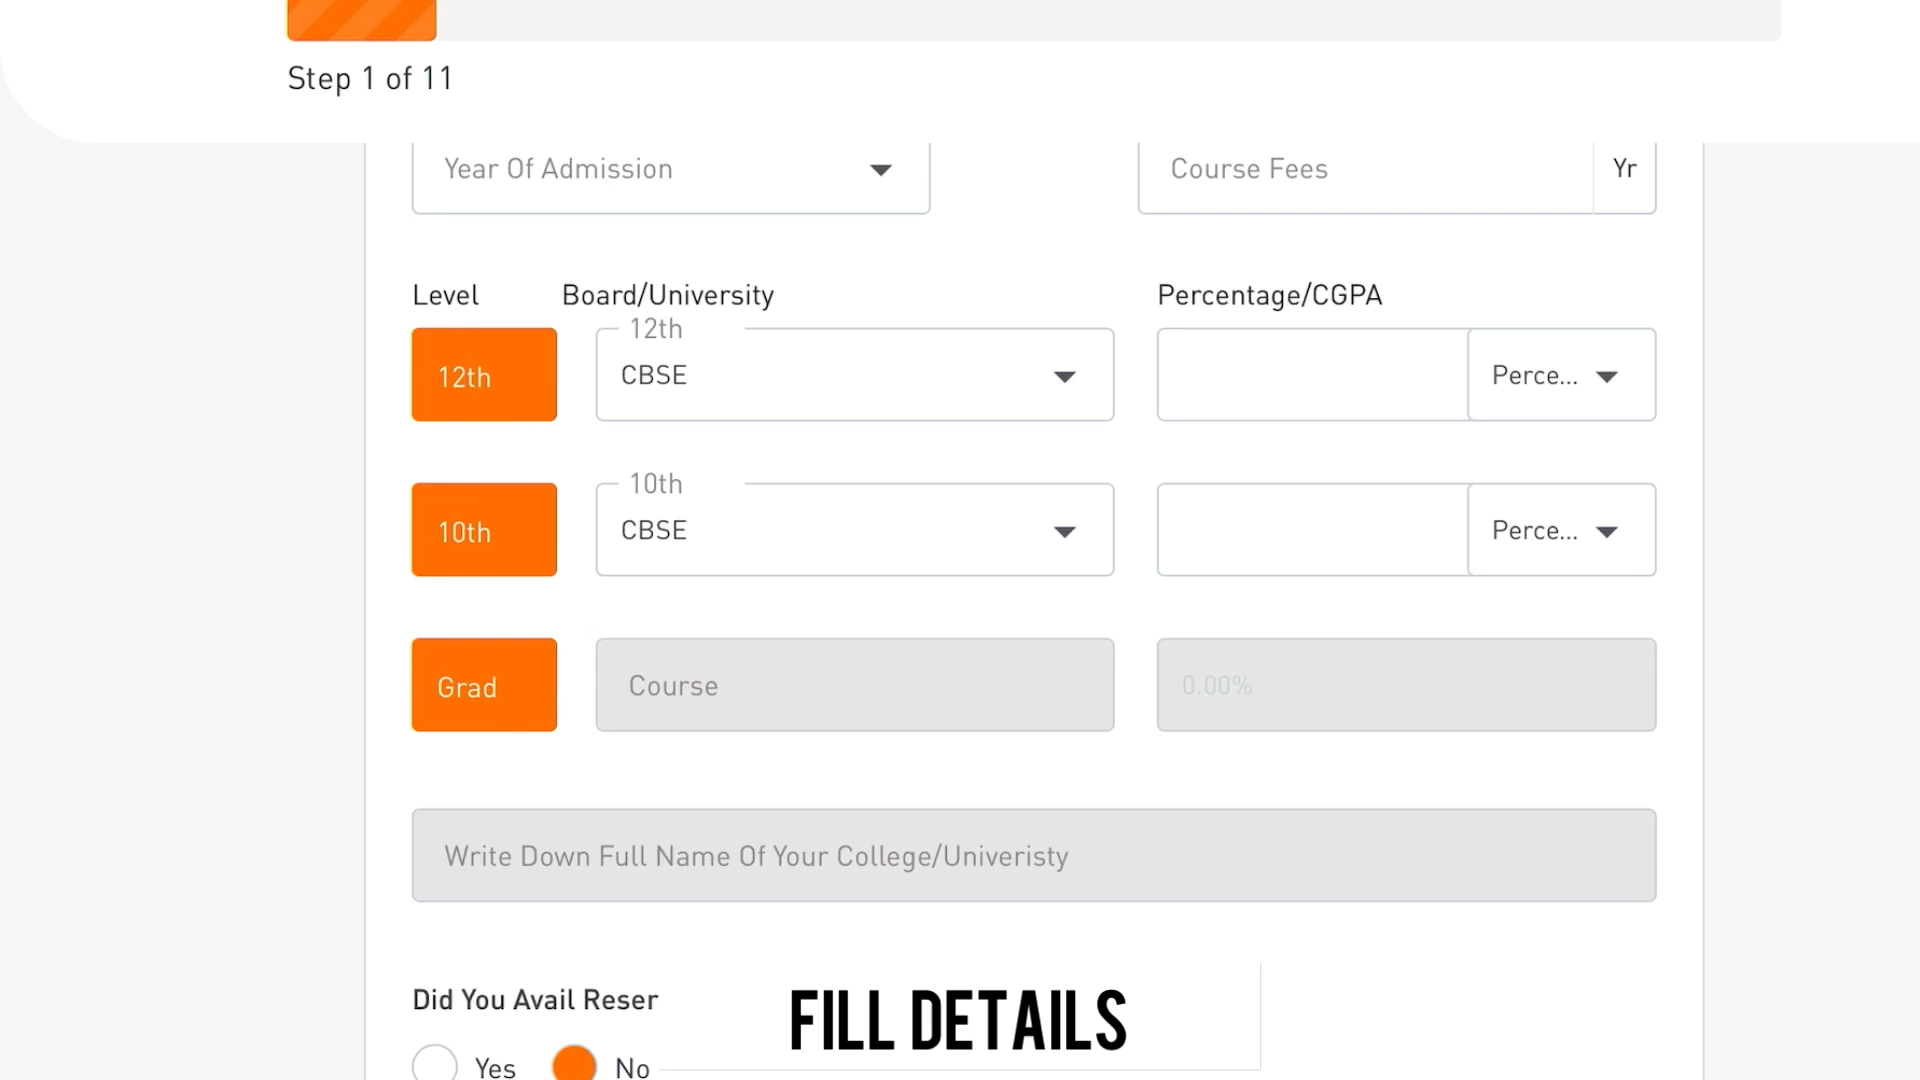 Step 1 of 11
Year Of Admission
Course Fees Yr
Level Board/University Percentage/CGPA
12th
12th CBSE Perce...
10th
10th CBSE Perce...
Grad Course 0.00%
Write Down Full Name Of Your College/Univeristy
Did You Avail Reser
FILL DETAILS
Yes No